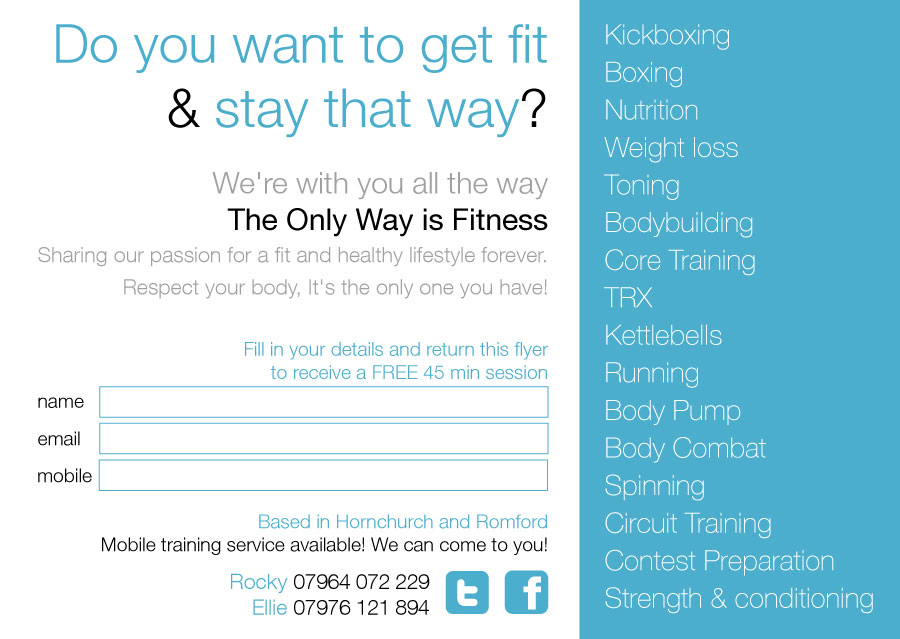 Do you want to get fit
& stay that way?
We're with you all the way
The Only Way is Fitness
Sharing our passion for a fit and healthy lifestyle forever.
Respect your body, It's the only one you have!
Fill in your details and return this flyer
to receive a FREE 45 min session
name
email
mobile
Based in Hornchurch and Romford
Mobile training service available! We can come to you!
Rocky 07964 072 229
Ellie 07976 121 894
Kickboxing
Boxing
Nutrition
Weight loss
Toning
Bodybuilding
Core Training
TRX
Kettlebells
Running
Body Pump
Body Combat
Spinning
Circuit Training
Contest Preparation
Strength & conditioning